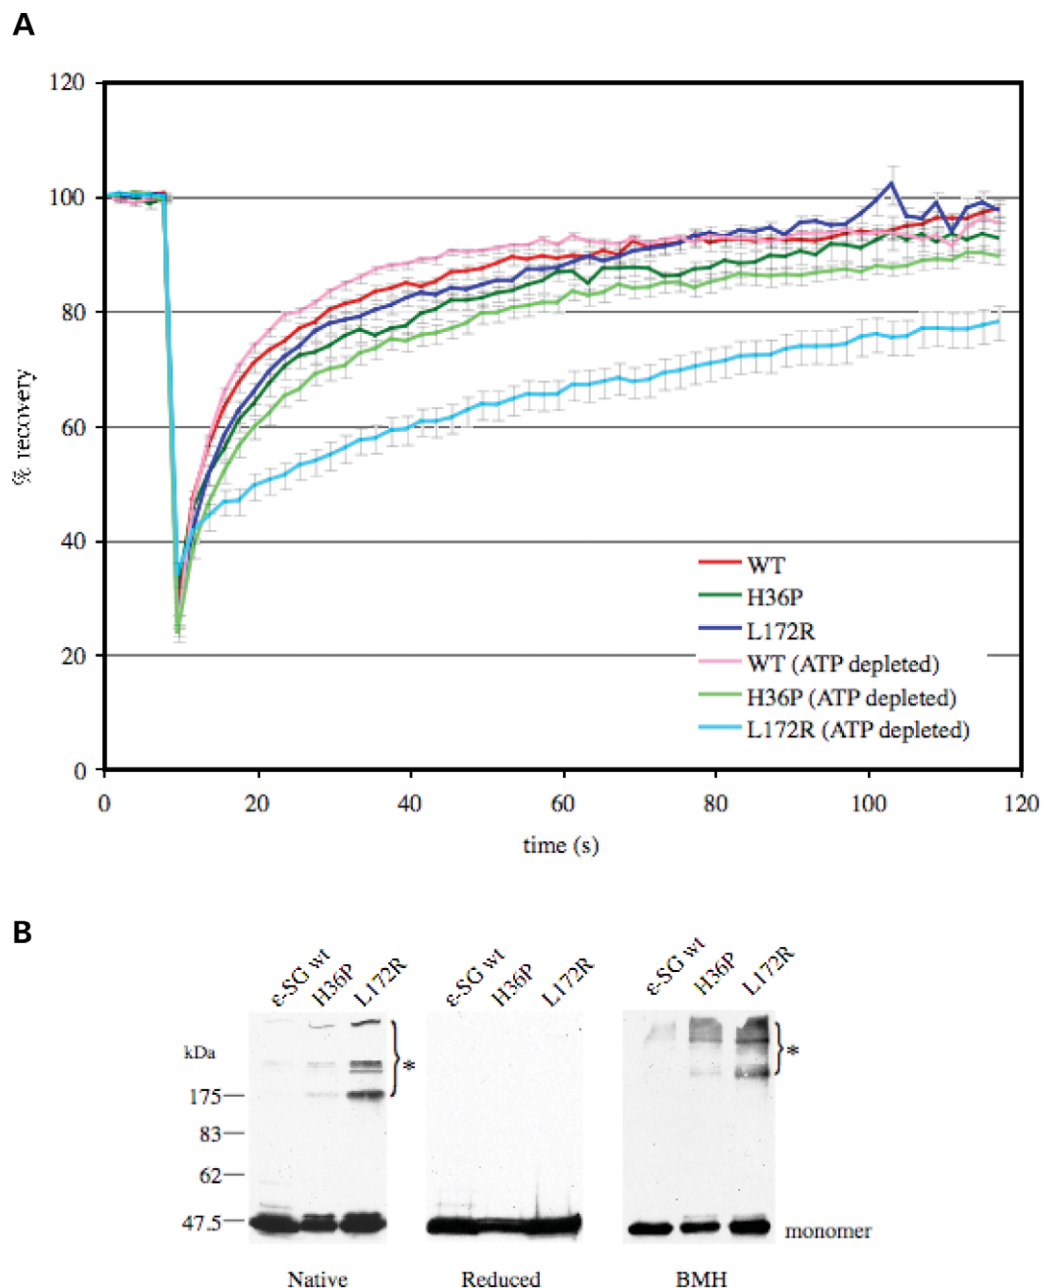 A
120
100
80
60
40
20
0
% recovery
WT
H36P
L172R
WT (ATP depleted)
H36P (ATP depleted)
L172R (ATP depleted)
0 20 40 60 80 100 120
time (s)
B
ε-SG wt H36P L172R
ε-SG wt H36P L172R
ε-SG wt H36P L172R
kDa
* *
175
83
62
47.5
monomer
Native Reduced BMH